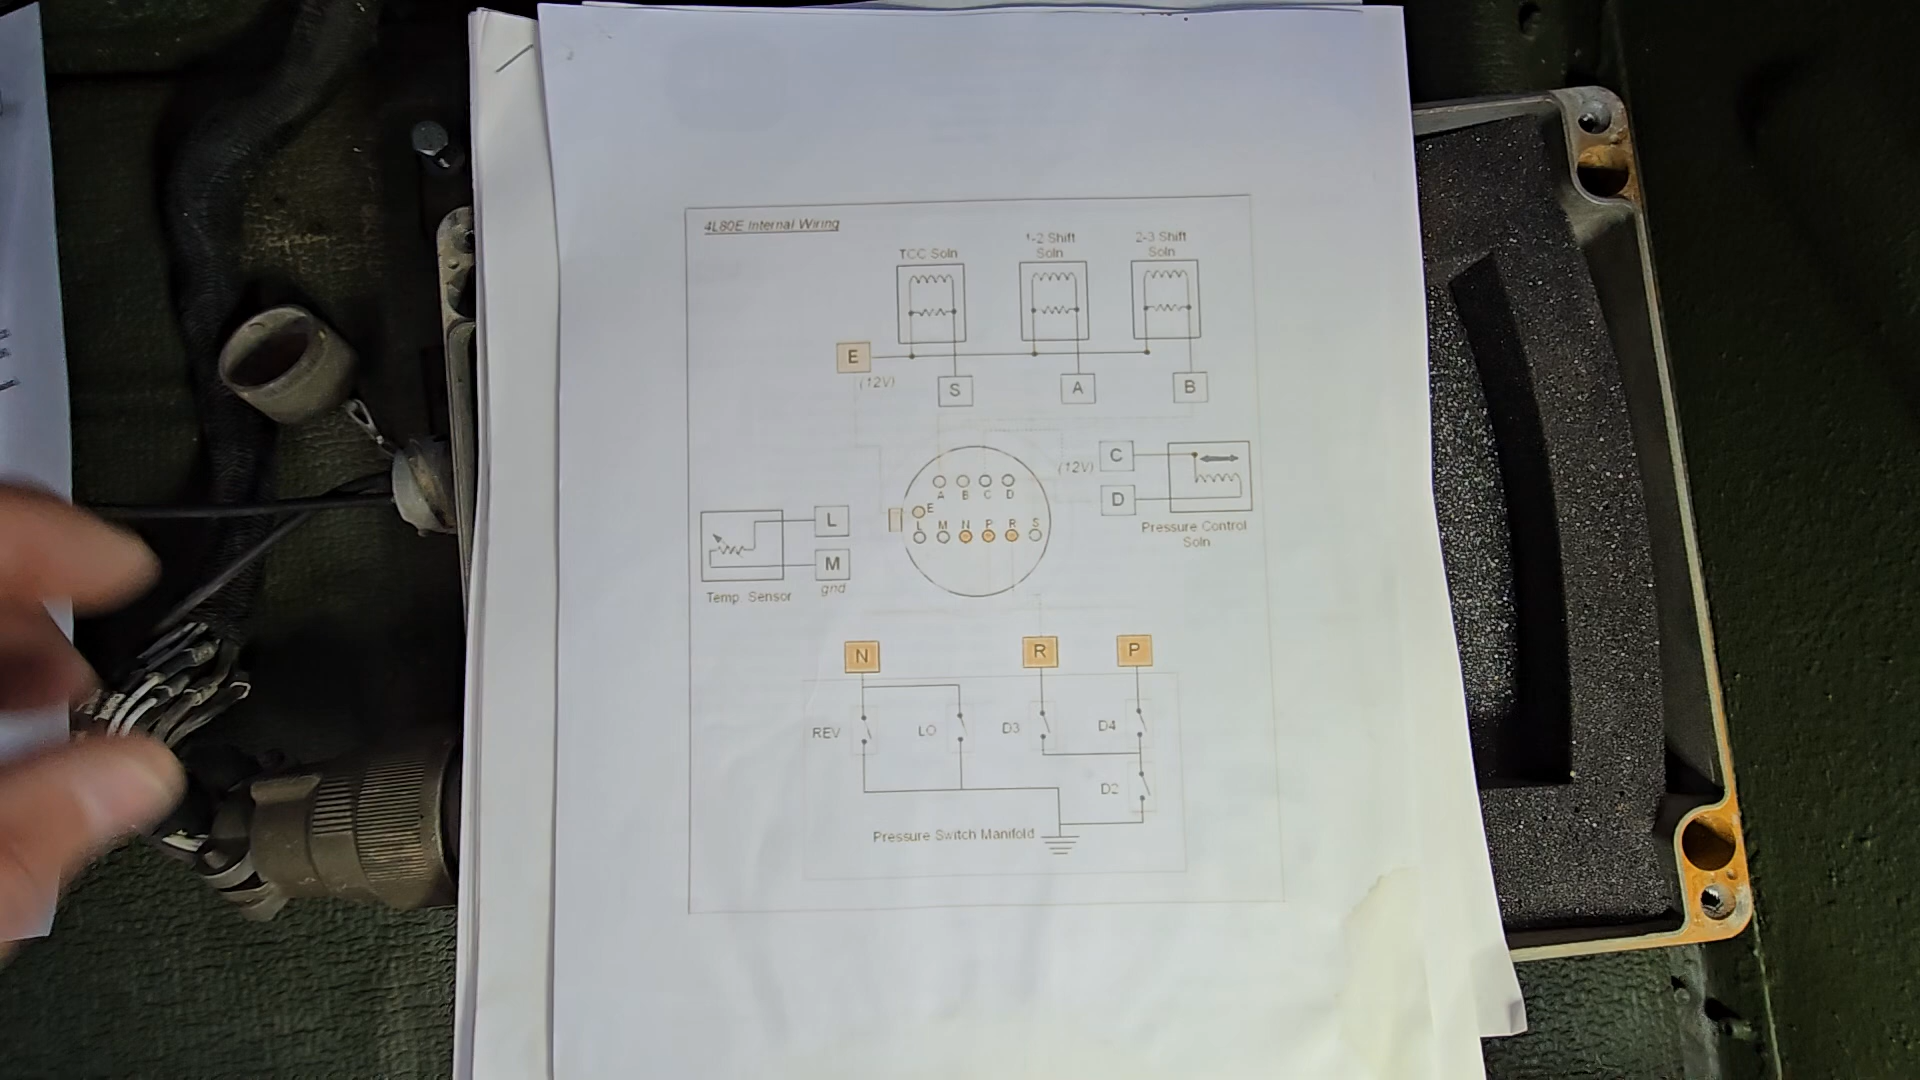 4L80E Internal Wiring
TCC Soln
1-2 Shift
Soln
2-3 Shift
Soln
E
(12V)
S
A
B
A B C D
E
L M N P R S
(12V)
C
D
Pressure Control
Soln
L
M
gnd
Temp. Sensor
N
R
P
REV
LO
D3
D4
D2
Pressure Switch Manifold